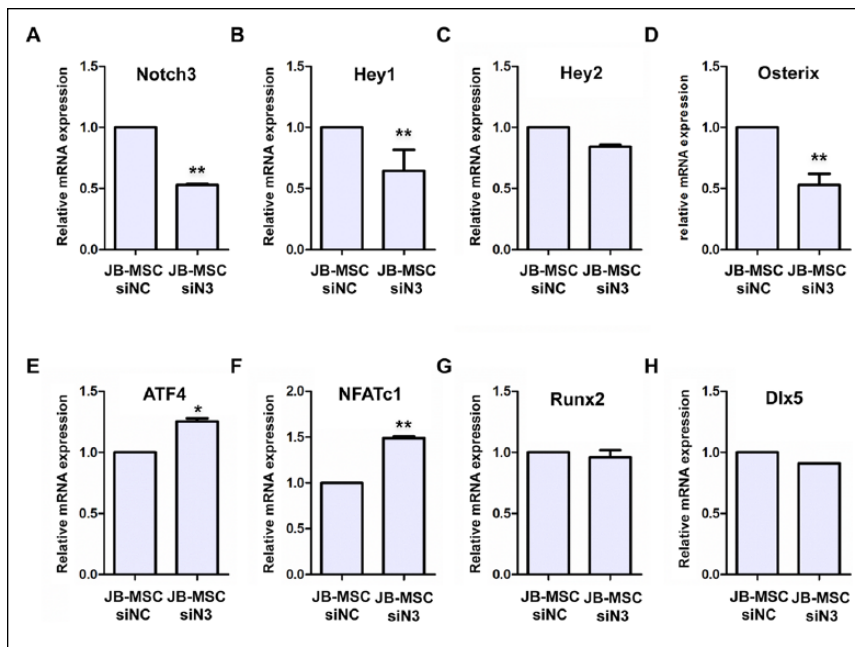 A
Notch3
Relative mRNA expression
1.5
1.0
0.5
0.0
**
JB-MSC JB-MSC
siNC siN3
B
Hey1
Relative mRNA expression
1.5
1.0
0.5
0.0
**
JB-MSC JB-MSC
siNC siN3
C
Hey2
Relative mRNA expression
1.5
1.0
0.5
0.0
JB-MSC JB-MSC
siNC siN3
D
Osterix
relative mRNA expression
1.5
1.0
0.5
0.0
**
JB-MSC JB-MSC
siNC siN3
E
ATF4
Relative mRNA expression
1.5
1.0
0.5
0.0
*
JB-MSC JB-MSC
siNC siN3
F
NFATc1
Relative mRNA expression
2.0
1.5
1.0
0.5
0.0
**
JB-MSC JB-MSC
siNC siN3
G
Runx2
Relative mRNA expression
1.5
1.0
0.5
0.0
JB-MSC JB-MSC
siNC siN3
H
Dlx5
Relative mRNA expression
1.5
1.0
0.5
0.0
JB-MSC JB-MSC
siNC siN3